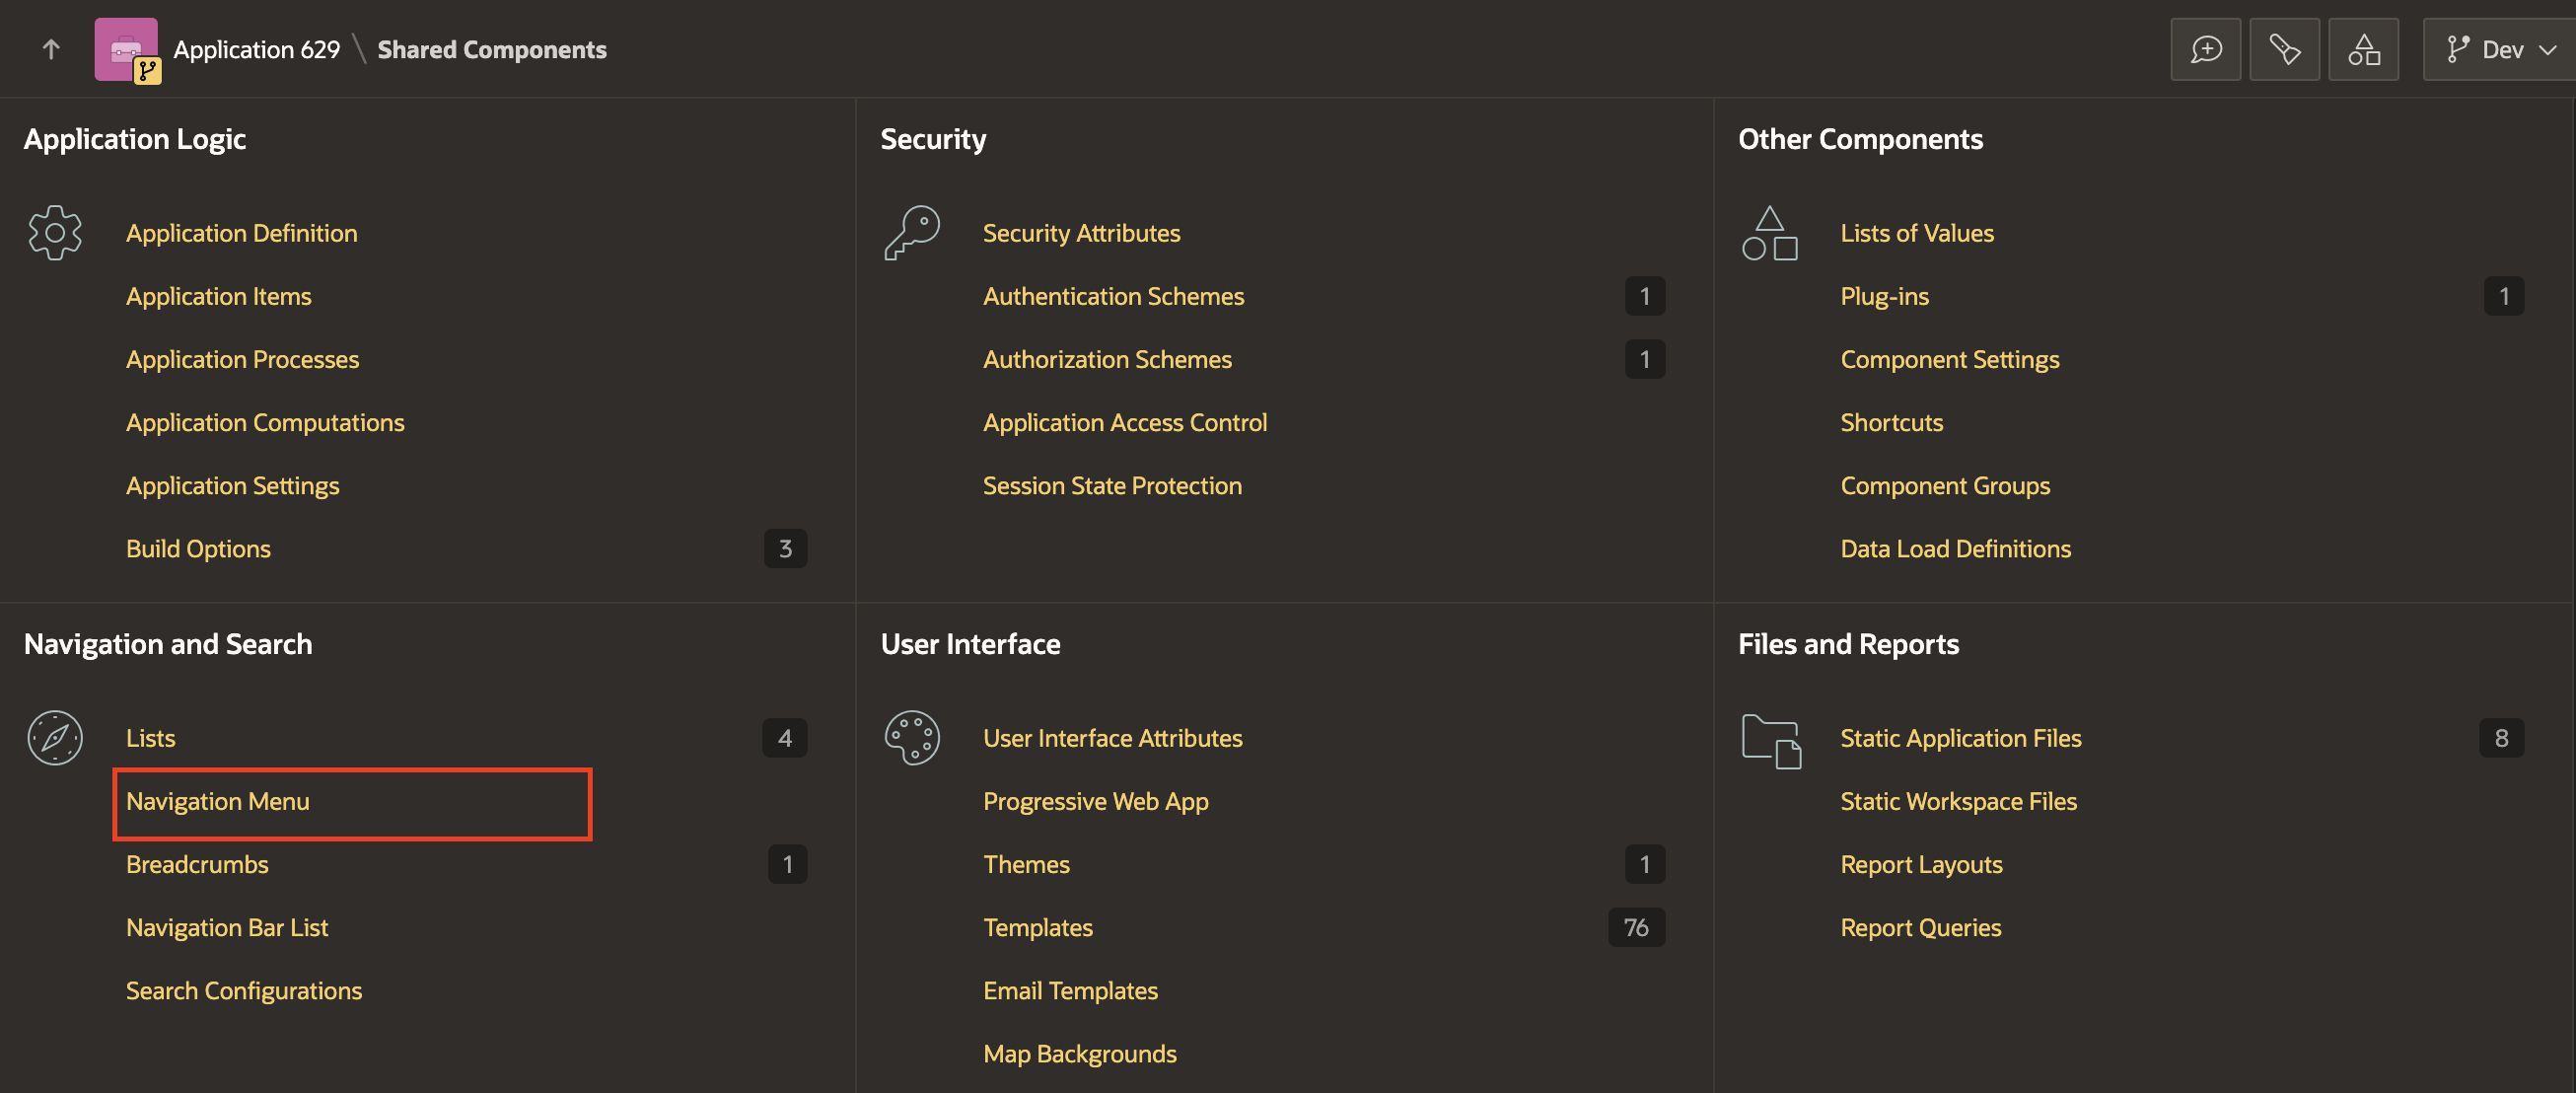 Application 629 \ Shared Components
Dev
Application Logic
Application Definition
Application Items
Application Processes
Application Computations
Application Settings
Build Options 3
Security
Security Attributes
Authentication Schemes 1
Authorization Schemes 1
Application Access Control
Session State Protection
Other Components
Lists of Values
Plug-ins 1
Component Settings
Shortcuts
Component Groups
Data Load Definitions
Navigation and Search
Lists 4
Navigation Menu
Breadcrumbs 1
Navigation Bar List
Search Configurations
User Interface
User Interface Attributes
Progressive Web App
Themes 1
Templates 76
Email Templates
Map Backgrounds
Files and Reports
Static Application Files 8
Static Workspace Files
Report Layouts
Report Queries